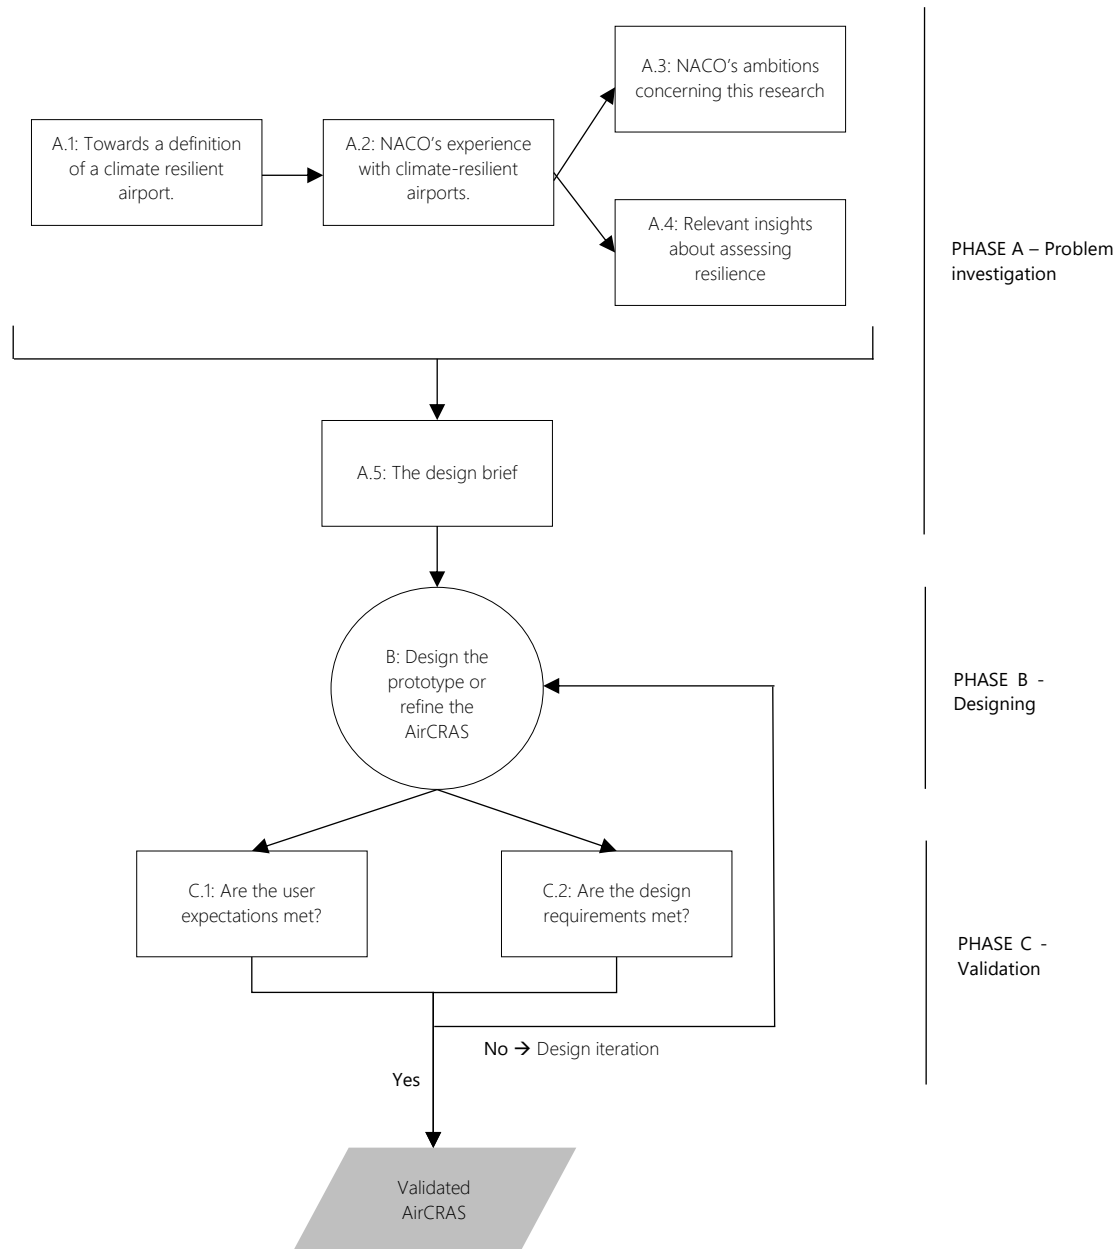 A.3: NACO's ambitions
concerning this research
A.1: Towards a definition
of a climate resilient
airport.
A.2: NACO's experience
with climate-resilient
airports.
A.4: Relevant insights
about assessing
resilience
PHASE A – Problem
investigation
A.5: The design brief
B: Design the
prototype or
refine the
AirCRAS
PHASE B -
Designing
C.1: Are the user
expectations met?
C.2: Are the design
requirements met?
PHASE C -
Validation
No → Design iteration
Yes
Validated
AirCRAS